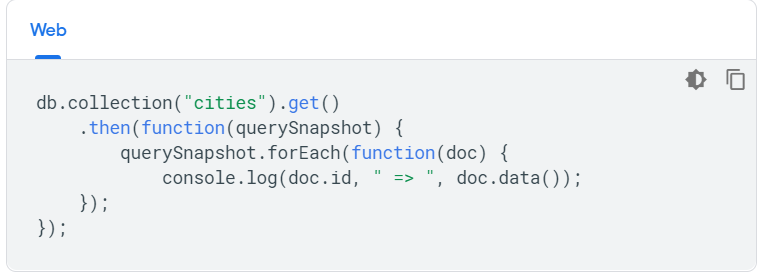 Web
db.collection("cities").get()
    .then(function(querySnapshot) {
        querySnapshot.forEach(function(doc) {
            console.log(doc.id, " => ", doc.data());
    });
});